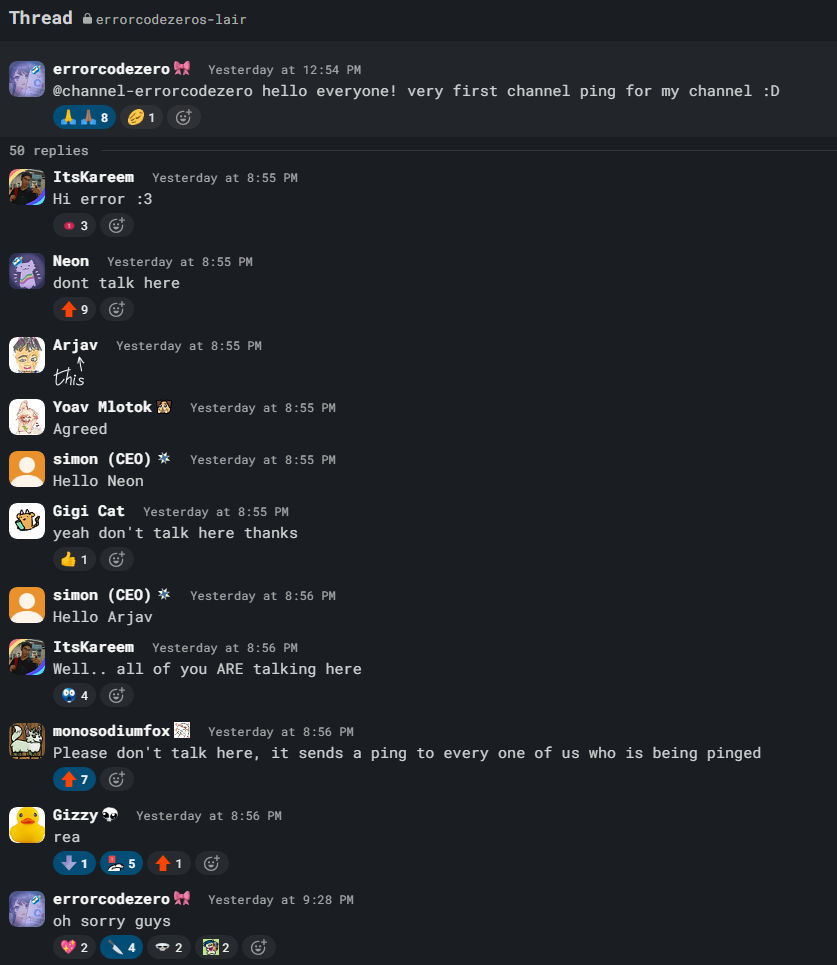 Thread errorcodezeros-lair
errorcodezero Yesterday at 12:54 PM
@channel-errorcodezero hello everyone! very first channel ping for my channel :D
8 1
50 replies
ItsKareem Yesterday at 8:55 PM
Hi error :3
3
Neon Yesterday at 8:55 PM
dont talk here
9
Arjav Yesterday at 8:55 PM
this
Yoav Mlotok Yesterday at 8:55 PM
Agreed
simon (CEO) Yesterday at 8:55 PM
Hello Neon
Gigi Cat Yesterday at 8:55 PM
yeah don't talk here thanks
1
simon (CEO) Yesterday at 8:56 PM
Hello Arjav
ItsKareem Yesterday at 8:56 PM
Well.. all of you ARE talking here
4
monosodiumfox Yesterday at 8:56 PM
Please don't talk here, it sends a ping to every one of us who is being pinged
7
Gizzy Yesterday at 8:56 PM
rea
1 5 1
errorcodezero Yesterday at 9:28 PM
oh sorry guys
2 4 2 2